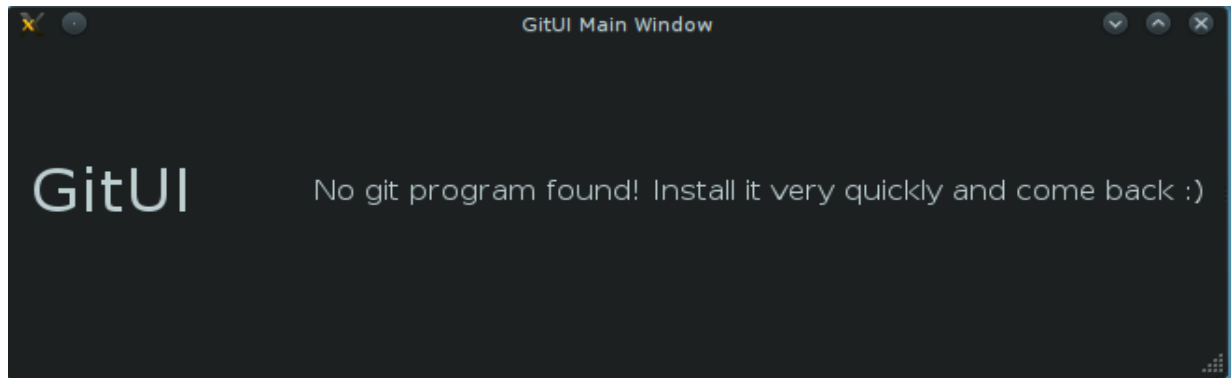 GitUI Main Window
GitUI
No git program found! Install it very quickly and come back :)